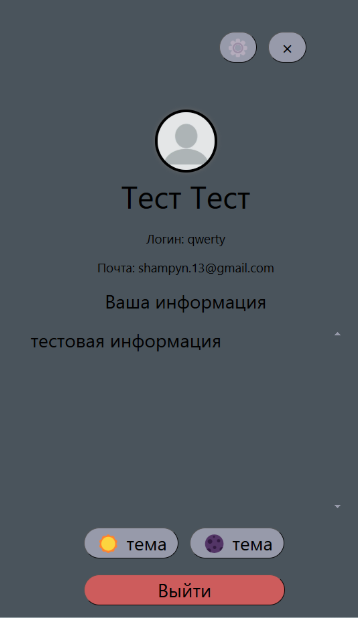 ×
Тест Тест
Логин: qwerty
Почта: shampyn.13@gmail.com
Ваша информация
тестовая информация
тема тема
Выйти